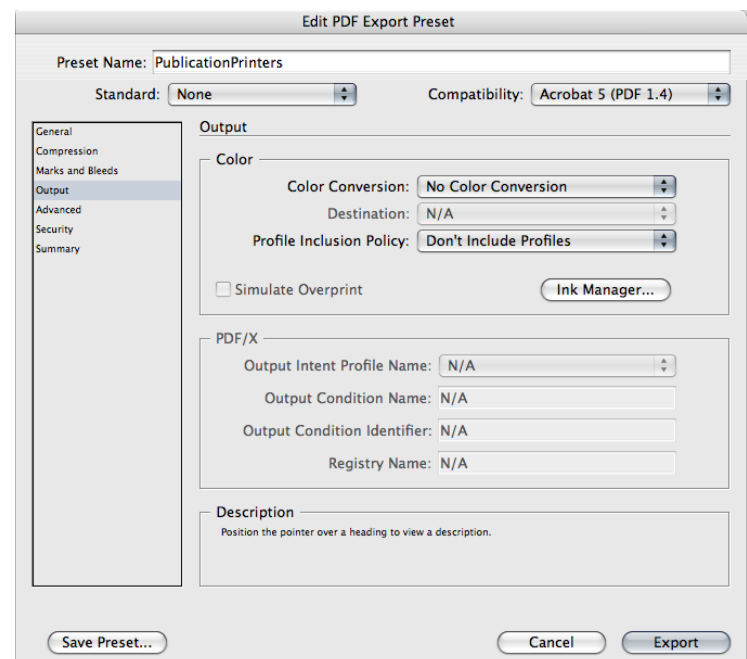 Edit PDF Export Preset
Preset Name: PublicationPrinters
Standard: None Compatibility: Acrobat 5 (PDF 1.4)
General
Compression
Marks and Bleeds
Output
Advanced
Security
Summary
Output
Color
Color Conversion: No Color Conversion
Destination: N/A
Profile Inclusion Policy: Don't Include Profiles
Simulate Overprint Ink Manager...
PDF/X
Output Intent Profile Name: N/A
Output Condition Name: N/A
Output Condition Identifier: N/A
Registry Name: N/A
Description
Position the pointer over a heading to view a description.
Save Preset... Cancel Export